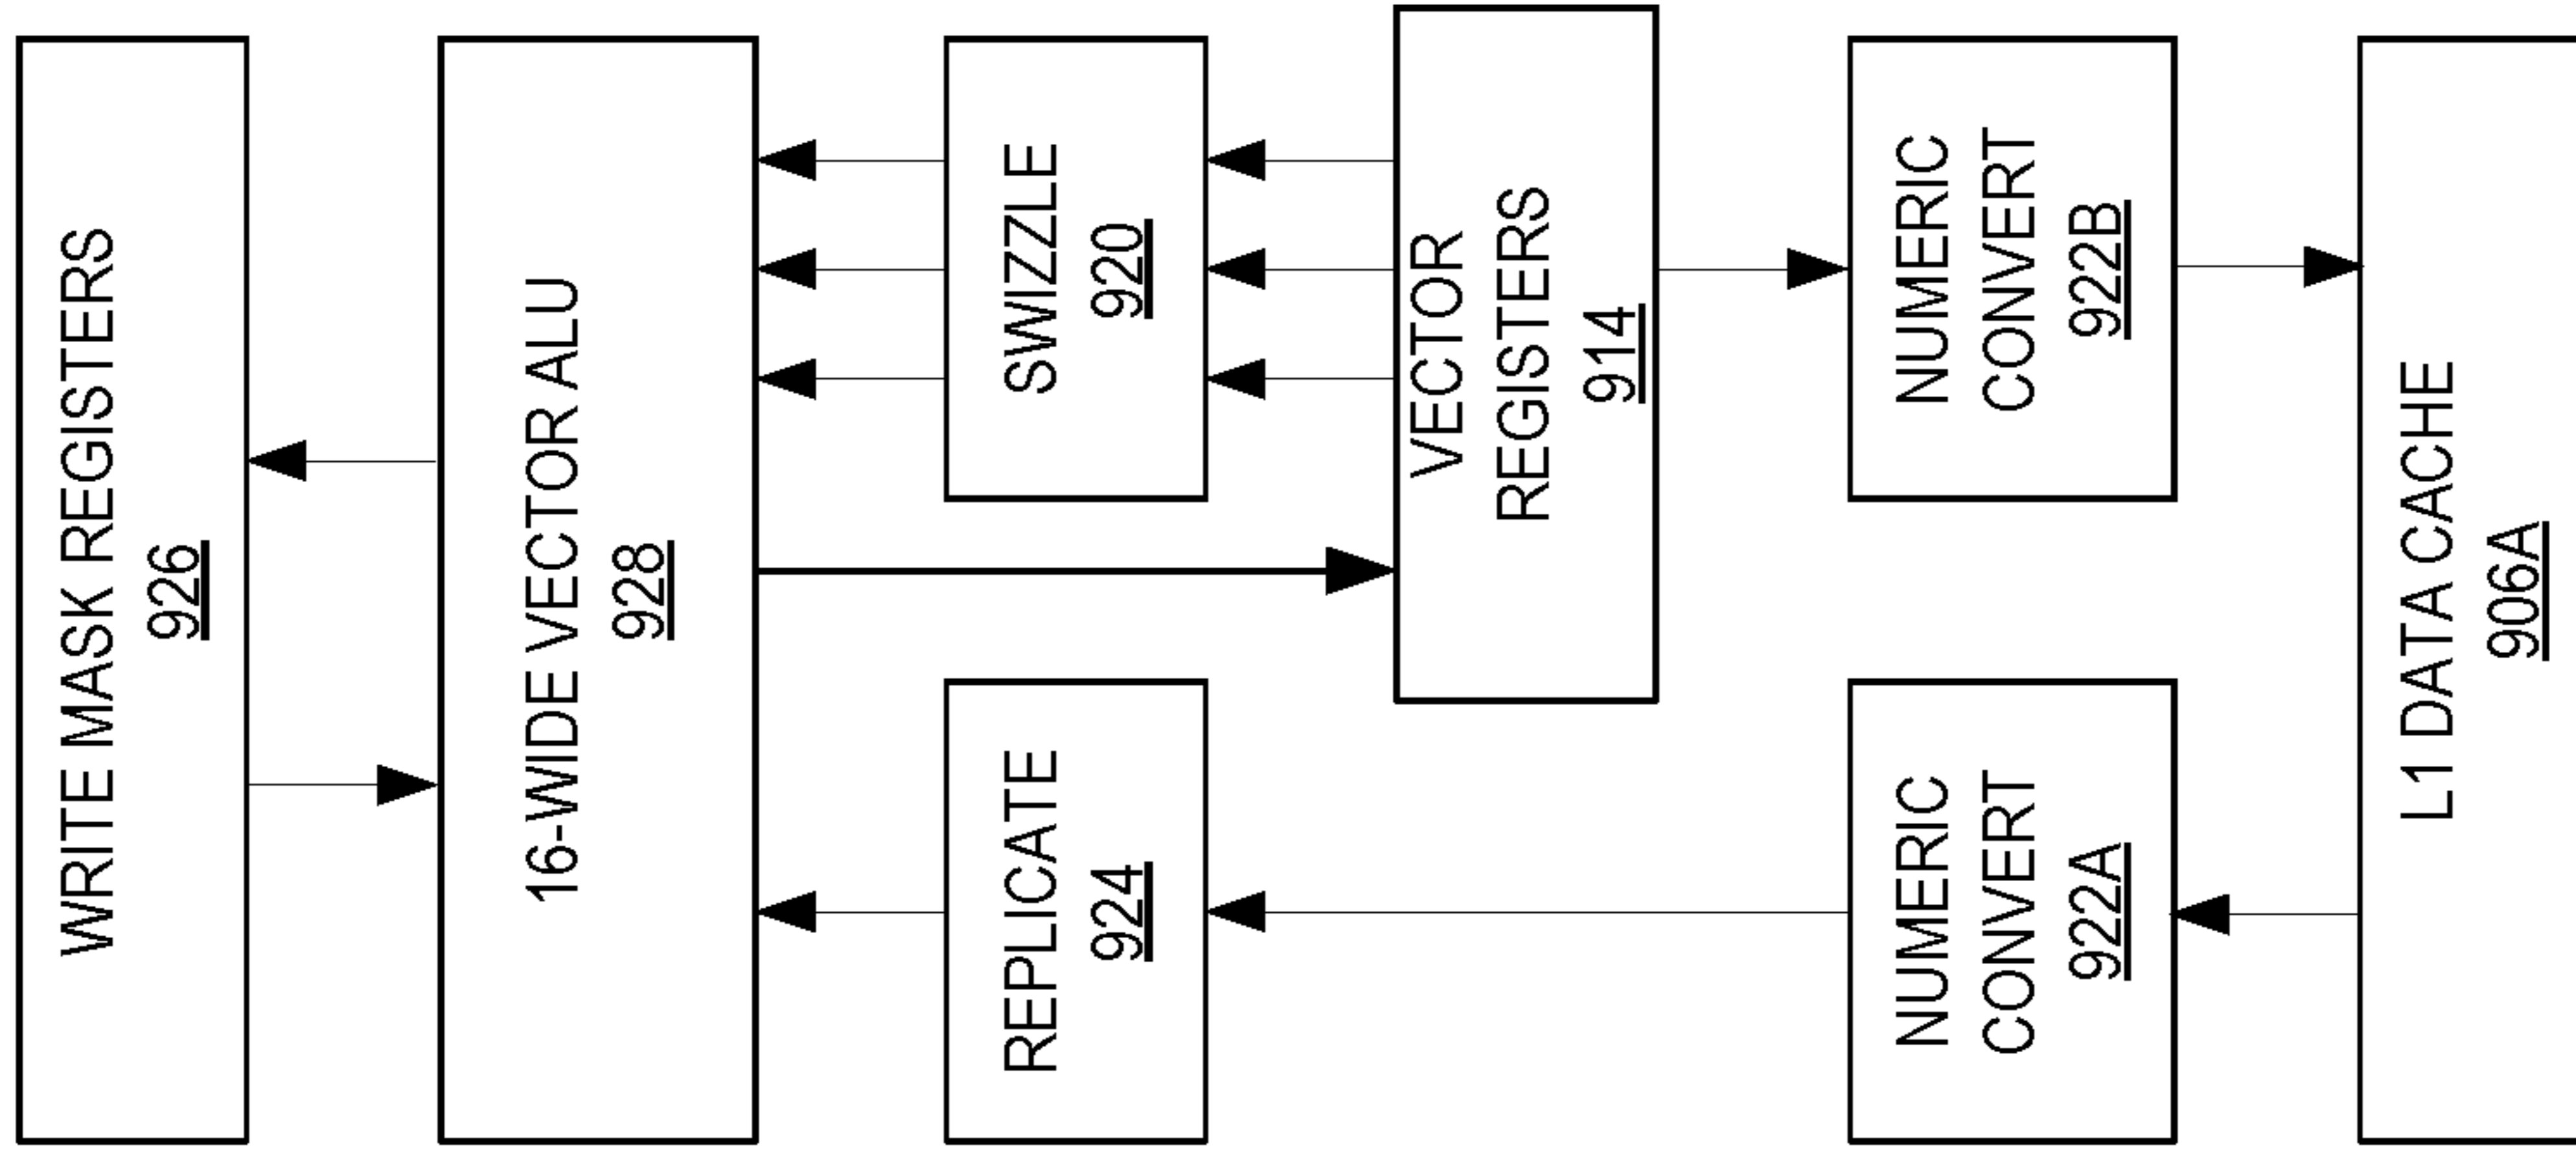 WRITE MASK REGISTERS
926
16-WIDE VECTOR ALU
928
REPLICATE
924
SWIZZLE
920
VECTOR
REGISTERS
914
NUMERIC
CONVERT
922A
NUMERIC
CONVERT
922B
L1 DATA CACHE
906A